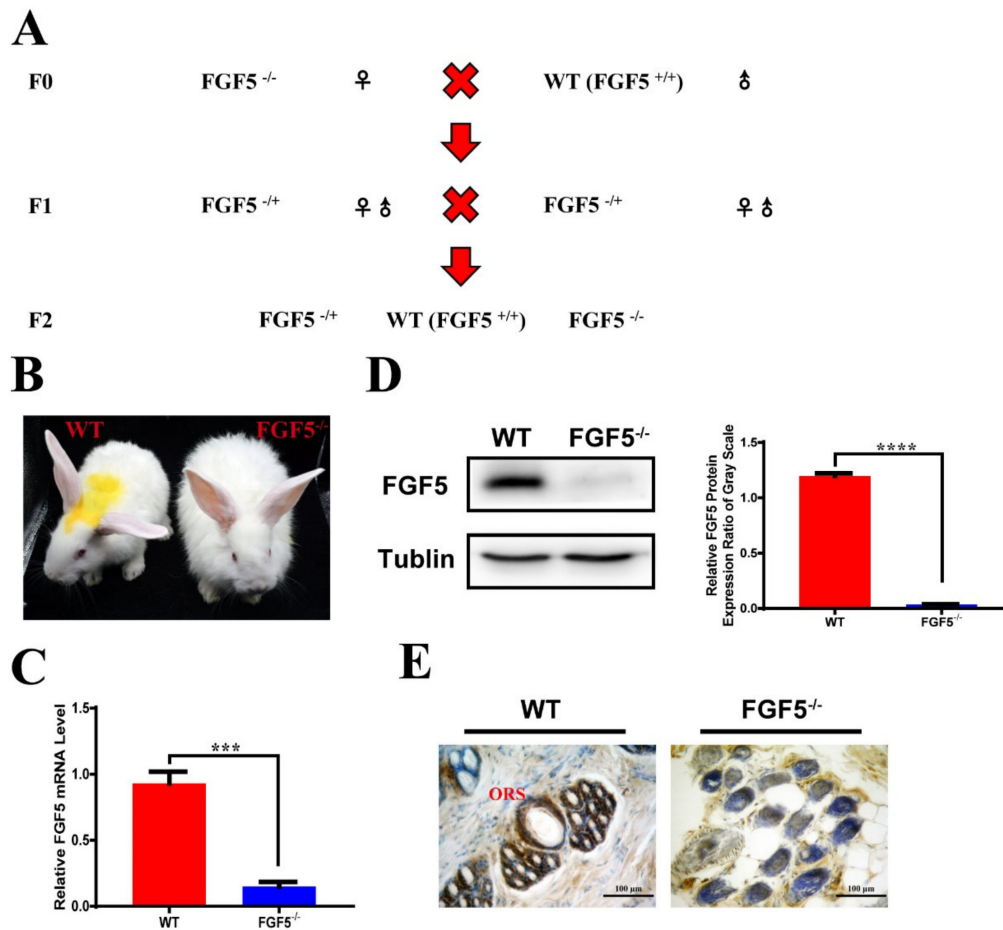 A
F0 FGF5 -/- ♀ WT (FGF5 +/+) ♂
F1 FGF5 -/+ ♀ ♂ FGF5 -/+ ♀ ♂
F2 FGF5 -/+ WT (FGF5 +/+) FGF5 -/-
B
WT FGF5-/-
C
Relative FGF5 mRNA Level
1.5
1.0
0.5
0.0
***
WT FGF5-/-
D
WT FGF5-/-
FGF5
Tublin
Relative FGF5 Protein
Expression Ratio of Gray Scale
1.5
1.0
0.5
0.0
****
WT FGF5-/-
E
WT FGF5-/-
ORS
100 μm 100 μm